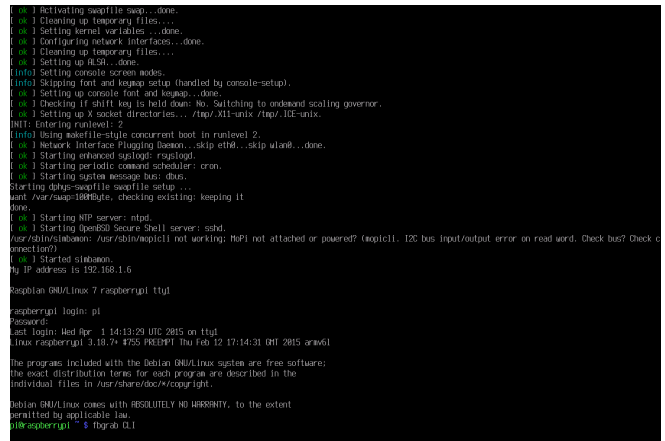 [ ok ] Activating swapfile swap...done.
[ ok ] Cleaning up temporary files....
[ ok ] Setting kernel variables ...done.
[ ok ] Configuring network interfaces...done.
[ ok ] Cleaning up temporary files....
[ ok ] Setting up ALSA...done.
[info] Setting console screen modes.
[info] Skipping font and keymap setup (handled by console-setup).
[ ok ] Setting up console font and keymap...done.
[ ok ] Checking if shift key is held down: No. Switching to ondemand scaling governor.
[ ok ] Setting up X socket directories... /tmp/.X11-unix /tmp/.ICE-unix.
INIT: Entering runlevel: 2
[info] Using makefile-style concurrent boot in runlevel 2.
[ ok ] Network Interface Plugging Daemon...skip eth0...skip wlan0...done.
[ ok ] Starting enhanced syslogd: rsyslogd.
[ ok ] Starting periodic command scheduler: cron.
[ ok ] Starting system message bus: dbus.
Starting dphys-swapfile swapfile setup ...
want /var/swap=100MByte, checking existing: keeping it
done.
[ ok ] Starting NTP server: ntpd.
[ ok ] Starting OpenBSD Secure Shell server: sshd.
/usr/sbin/simbamon: /usr/sbin/mopicli not working; MoPi not attached or powered? (mopicli. I2C bus input/output error on read word. Check bus? Check c
onnection?)
[ ok ] Started simbamon.
My IP address is 192.168.1.6
Raspbian GNU/Linux 7 raspberrypi tty1
raspberrypi login: pi
Password:
Last login: Wed Apr  1 14:13:29 UTC 2015 on tty1
Linux raspberrypi 3.18.7+ #755 PREEMPT Thu Feb 12 17:14:31 GMT 2015 armv6l
The programs included with the Debian GNU/Linux system are free software;
the exact distribution terms for each program are described in the
individual files in /usr/share/doc/*/copyright.
Debian GNU/Linux comes with ABSOLUTELY NO WARRANTY, to the extent
permitted by applicable law.
pi@raspberrypi ~ $ fbgrab CLI